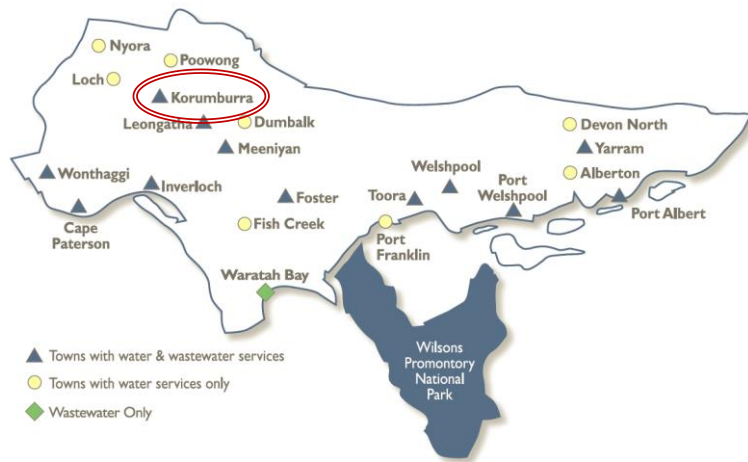 Nyora
Poowong
Loch
Korumburra
Leongatha
Dumbalk
Devon North
Meeniyan
Yarram
Wonthaggi
Inverloch
Welshpool
Alberton
Foster
Toora
Port
Welshpool
Port Albert
Cape
Paterson
Fish Creek
Port
Franklin
Waratah Bay
Wilsons
Promontory
National
Park
Towns with water & wastewater services
Towns with water services only
Wastewater Only